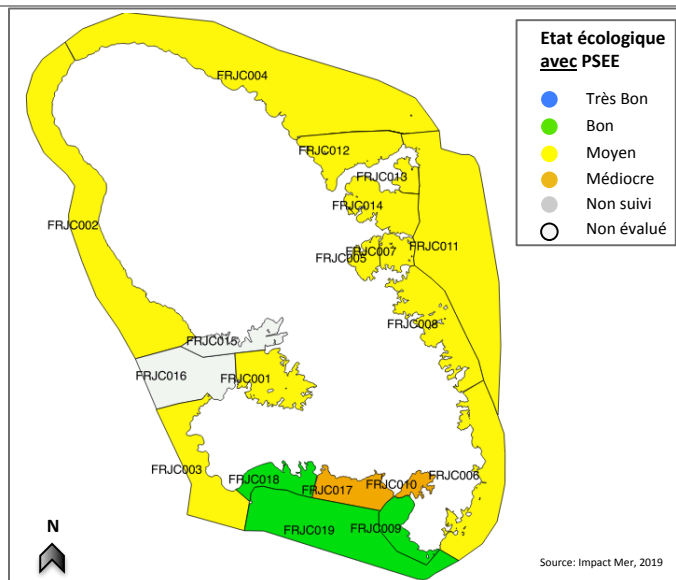 Etat écologique
avec PSEE
Très Bon
Bon
Moyen
Médiocre
Non suivi
Non évalué
FRJC004
FRJC012
FRJC013
FRJC014
FRJC002
FRJC011
FRJC007
FRJC005
FRJC008
FRJC015
FRJC016
FRJC001
FRJC003
FRJC018
FRJC017
FRJC010
FRJC006
FRJC019
FRJC009
N
Source: Impact Mer, 2019